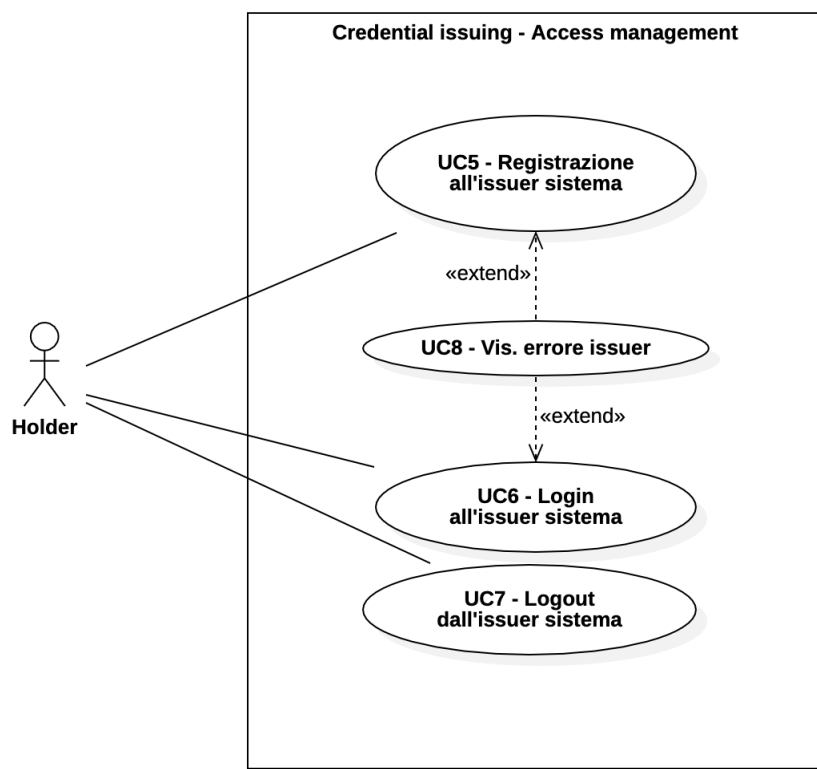 Credential issuing - Access management
UC5 - Registrazione
all'issuer sistema
«extend»
UC8 - Vis. errore issuer
«extend»
Holder
UC6 - Login
all'issuer sistema
UC7 - Logout
dall'issuer sistema